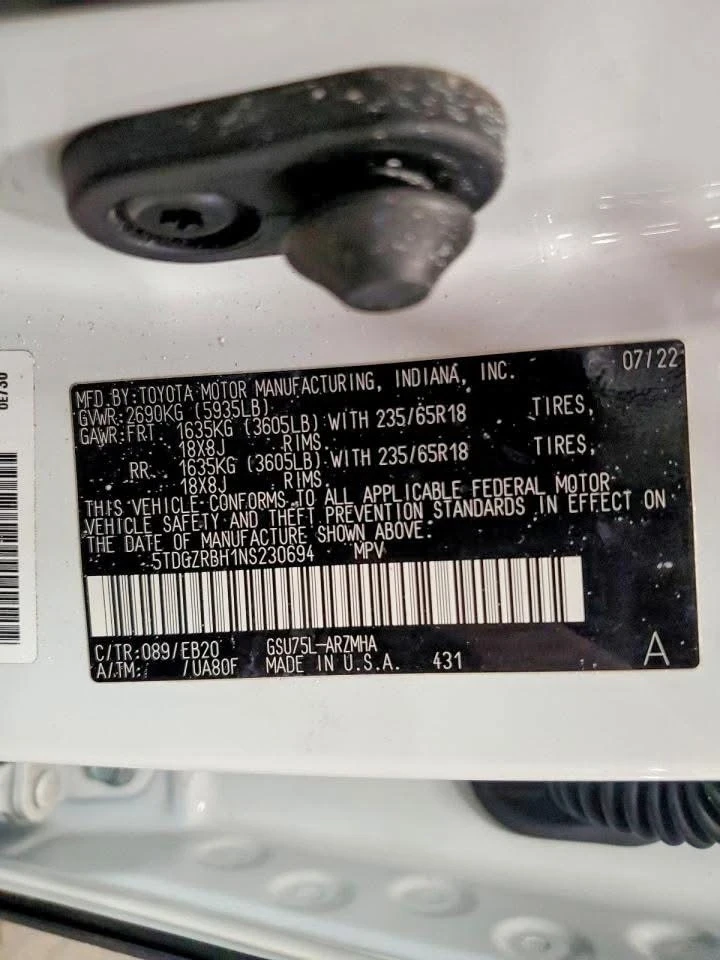 07/22
MFD.BY:TOYOTA MOTOR MANUFACTURING, INDIANA, INC.
GVWR:2690KG (5935LB)
GAWR:FRT 1635KG (3605LB) WITH 235/65R18 TIRES,
18X8J RIMS
RR 1635KG (3605LB) WITH 235/65R18 TIRES,
18X8J RIMS
THIS VEHICLE CONFORMS TO ALL APPLICABLE FEDERAL MOTOR
VEHICLE SAFETY AND THEFT PREVENTION STANDARDS IN EFFECT ON
THE DATE OF MANUFACTURE SHOWN ABOVE.
5TDGZRBH1NS230694 MPV
C/TR:089/EB20 GSU75L-ARZMHA
A/TM: /UA80F MADE IN U.S.A. 431 A